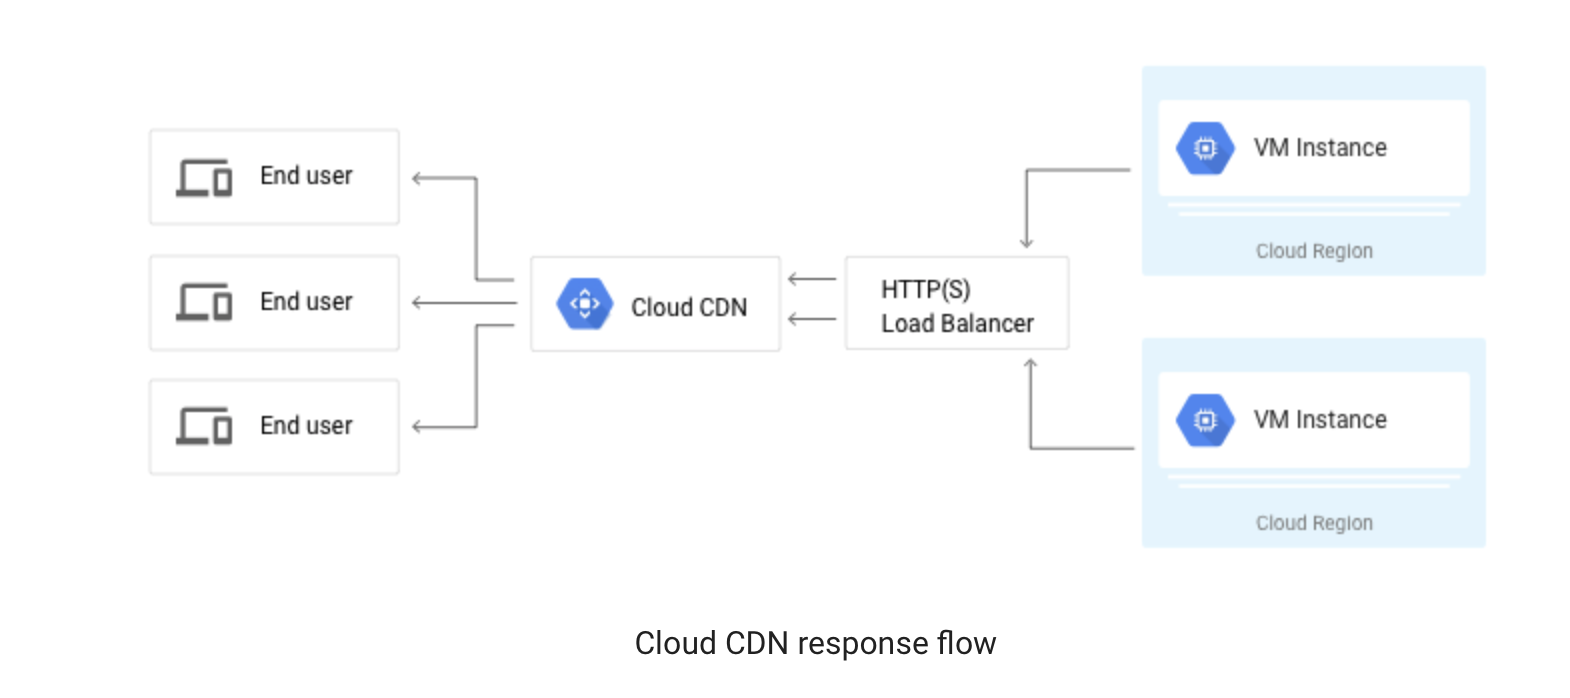 End user
End user
End user
Cloud CDN
HTTP(S)
Load Balancer
VM Instance
Cloud Region
VM Instance
Cloud Region
Cloud CDN response flow